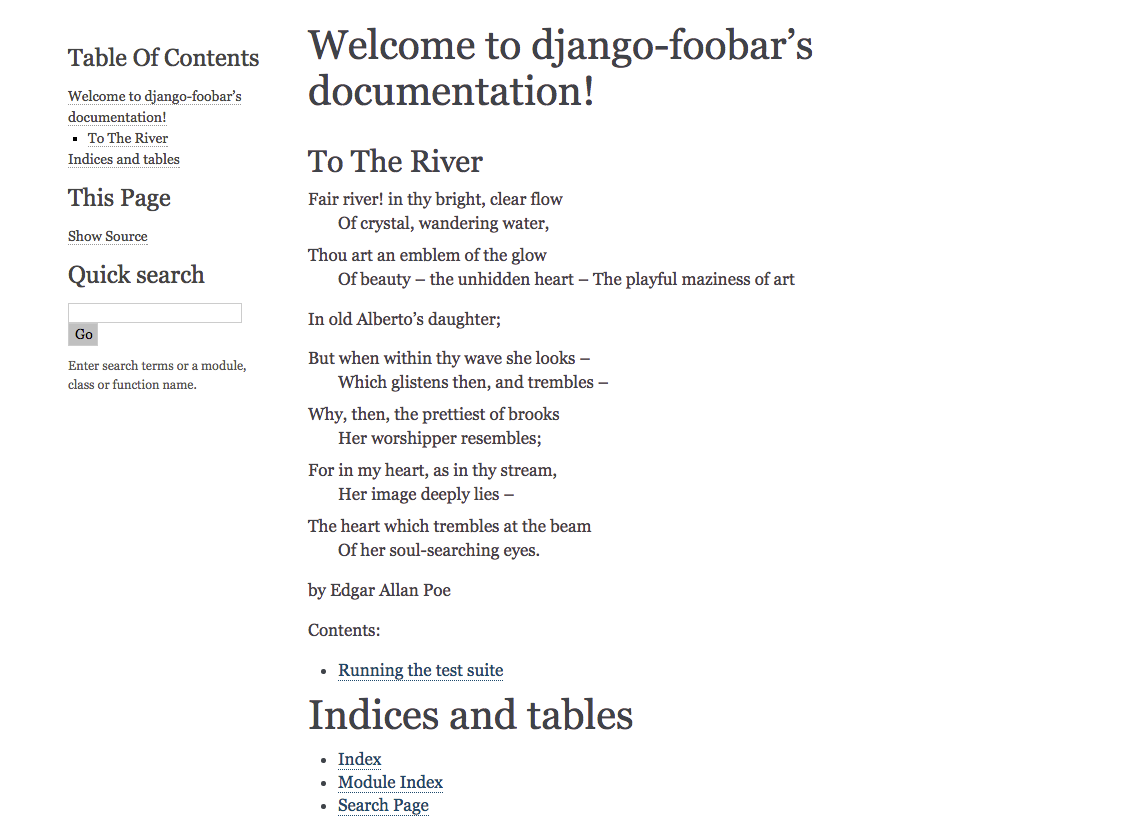 Table Of Contents
Welcome to django-foobar’s
documentation!
To The River
Indices and tables
This Page
Show Source
Quick search
Go
Enter search terms or a module,
class or function name.
Welcome to django-foobar’s
documentation!
To The River
Fair river! in thy bright, clear flow
Of crystal, wandering water,
Thou art an emblem of the glow
Of beauty – the unhidden heart – The playful maziness of art
In old Alberto’s daughter;
But when within thy wave she looks –
Which glistens then, and trembles –
Why, then, the prettiest of brooks
Her worshipper resembles;
For in my heart, as in thy stream,
Her image deeply lies –
The heart which trembles at the beam
Of her soul-searching eyes.
by Edgar Allan Poe
Contents:
Running the test suite
Indices and tables
Index
Module Index
Search Page